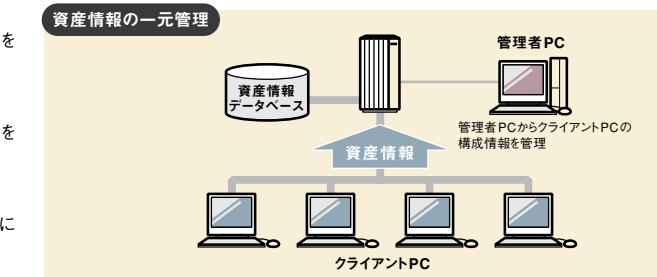 資産情報の一元管理
を
を
に
管理者PC
資産情報
データベース
管理者PCからクライアントPCの
構成情報を管理
資産情報
クライアントPC